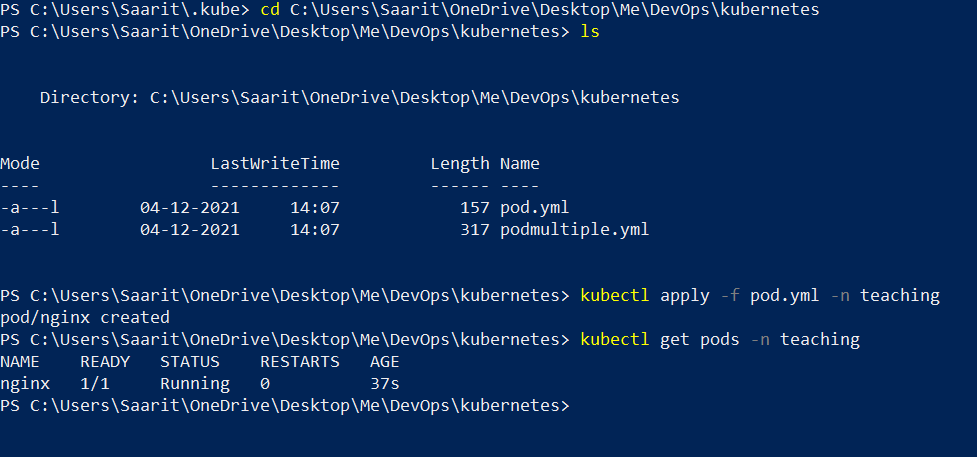 PS C:\Users\Saarit\.kube> cd C:\Users\Saarit\OneDrive\Desktop\Me\DevOps\kubernetes
PS C:\Users\Saarit\OneDrive\Desktop\Me\DevOps\kubernetes> ls
Directory: C:\Users\Saarit\OneDrive\Desktop\Me\DevOps\kubernetes
Mode LastWriteTime Length Name
---- ------------- ------ ----
-a---l 04-12-2021 14:07 157 pod.yml
-a---l 04-12-2021 14:07 317 podmultiple.yml
PS C:\Users\Saarit\OneDrive\Desktop\Me\DevOps\kubernetes> kubectl apply -f pod.yml -n teaching
pod/nginx created
PS C:\Users\Saarit\OneDrive\Desktop\Me\DevOps\kubernetes> kubectl get pods -n teaching
NAME READY STATUS RESTARTS AGE
nginx 1/1 Running 0 37s
PS C:\Users\Saarit\OneDrive\Desktop\Me\DevOps\kubernetes>